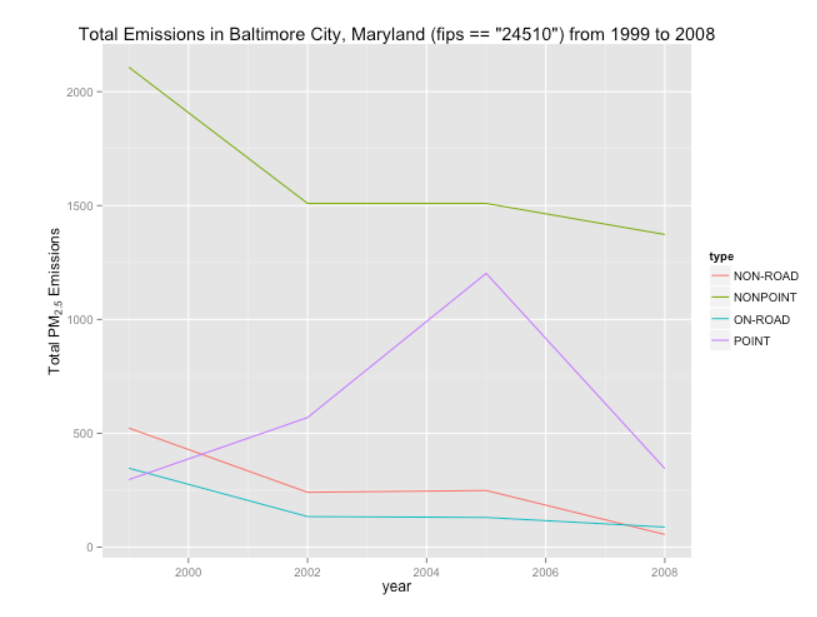 Total Emissions in Baltimore City, Maryland (fips == "24510") from 1999 to 2008
Total PM2.5 Emissions
2000
1500
1000
500
0
2000 2002 2004 2006 2008
year
type
NON-ROAD
NONPOINT
ON-ROAD
POINT